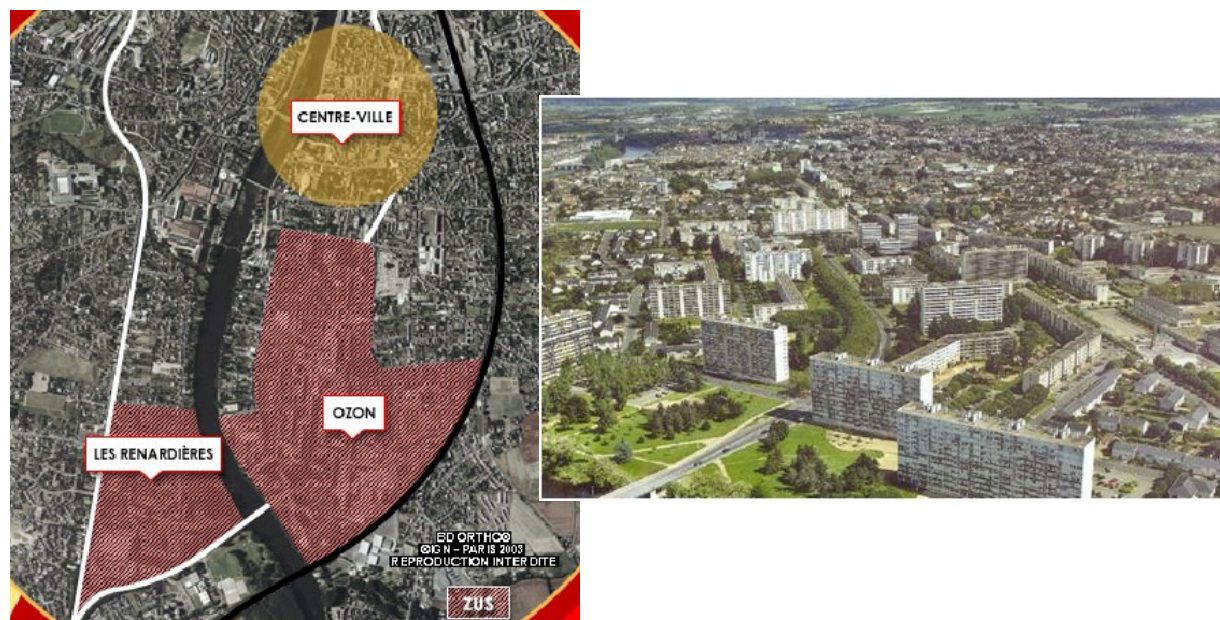 CENTRE-VILLE
OZON
LES RENARDIÈRES
BD ORTHO®
©IGN – PARIS 2003
REPRODUCTION INTERDITE
ZUS